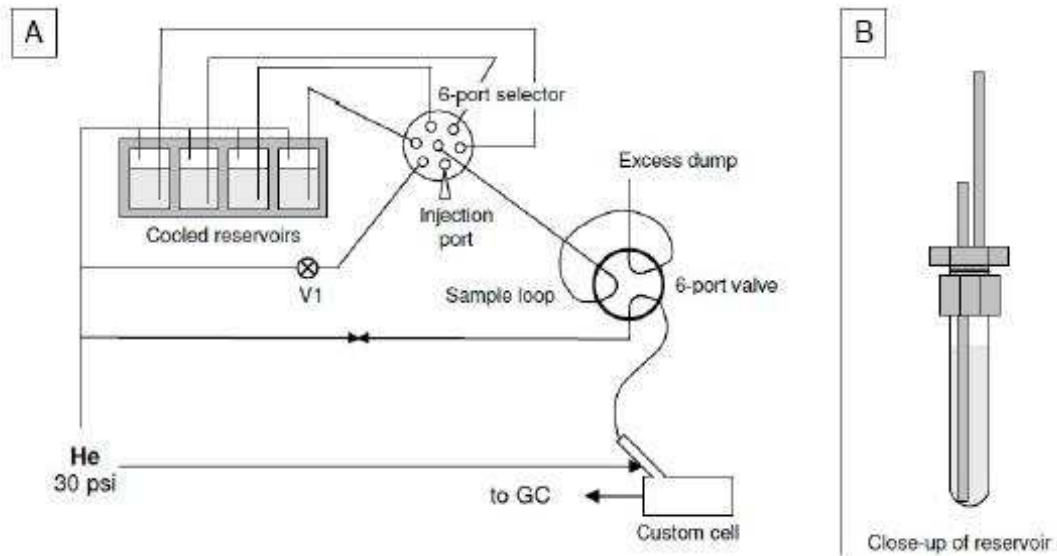 A
B
6-port selector
Excess dump
Injection
port
Cooled reservoirs
V1
Sample loop
6-port valve
He
30 psi
to GC
Custom cell
Close-up of reservoir